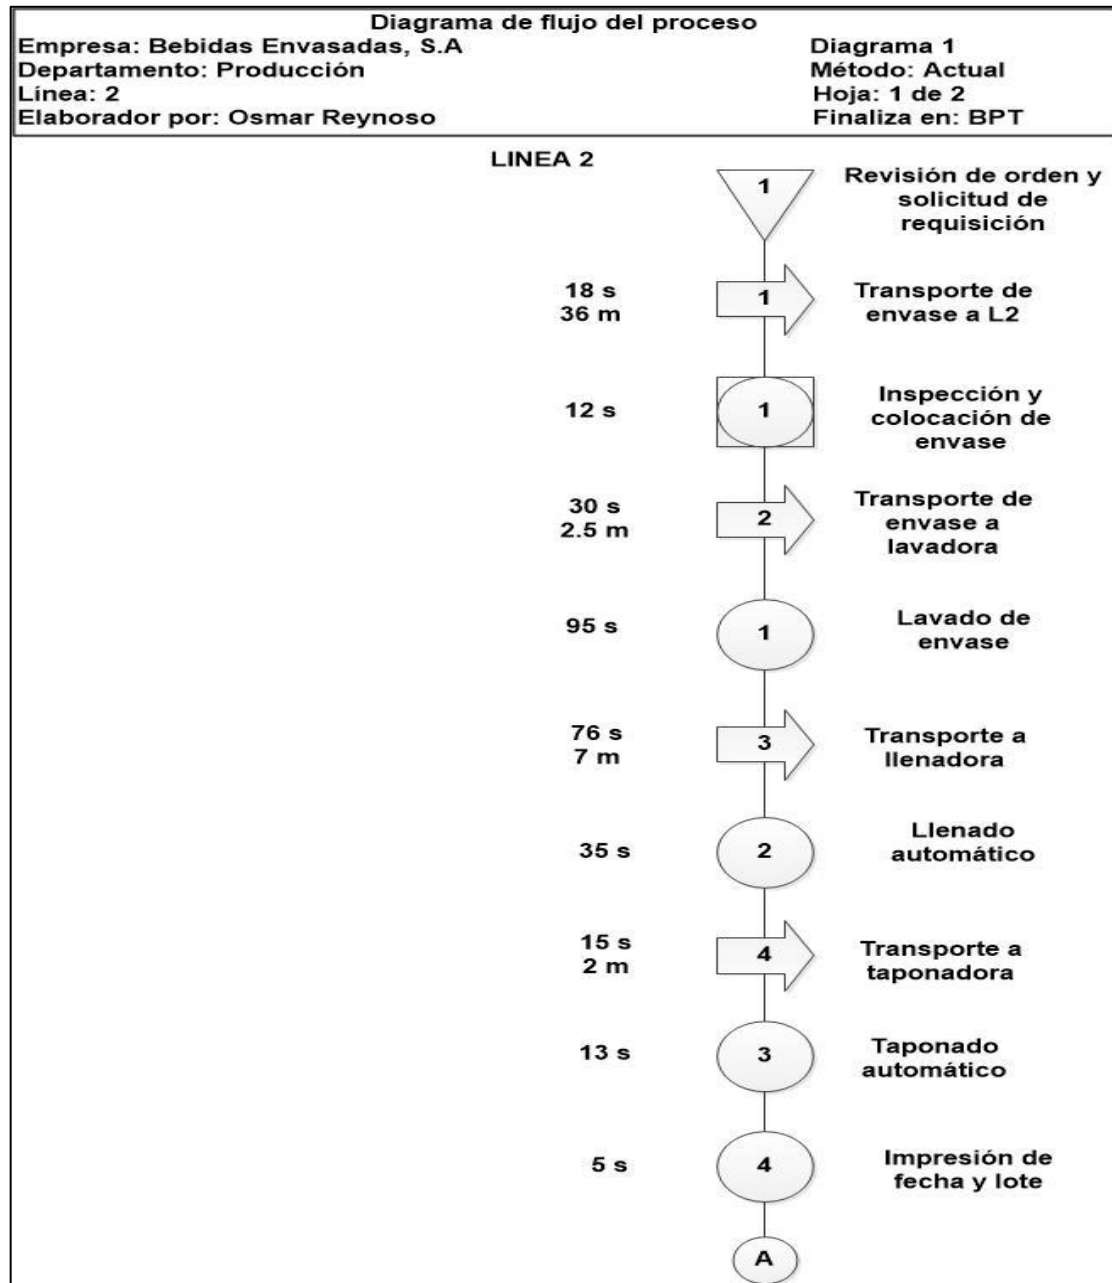 Diagrama de flujo del proceso
Empresa: Bebidas Envasadas, S.A
Diagrama 1
Departamento: Producción
Método: Actual
Línea: 2
Hoja: 1 de 2
Elaborador por: Osmar Reynoso
Finaliza en: BPT
LINEA 2
1
Revisión de orden y
solicitud de
requisición
18 s
36 m
1
Transporte de
envase a L2
12 s
1
Inspección y
colocación de
envase
30 s
2.5 m
2
Transporte de
envase a
lavadora
95 s
1
Lavado de
envase
76 s
7 m
3
Transporte a
llenadora
35 s
2
Llenado
automático
15 s
2 m
4
Transporte a
taponadora
13 s
3
Taponado
automático
5 s
4
Impresión de
fecha y lote
A